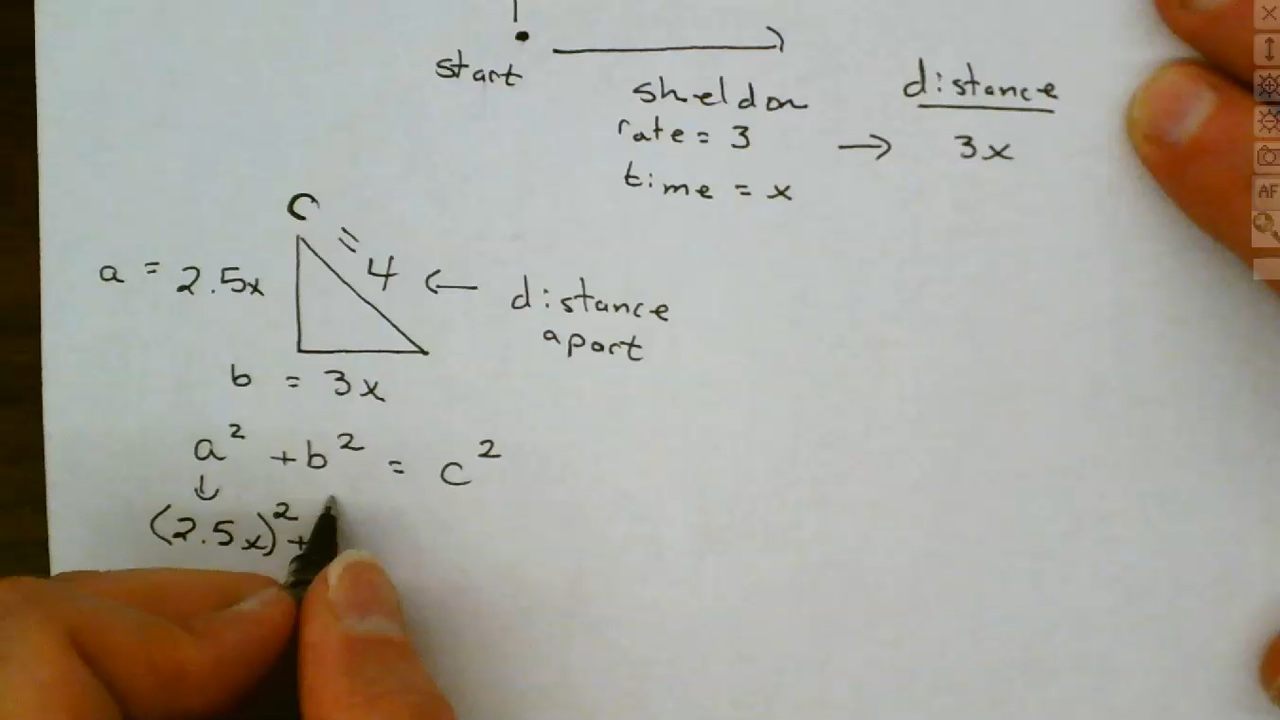 start
sheldon
rate = 3
time = x
→ distance
3x
c = 4 ← distance apart
a = 2.5x
b = 3x
a² + b² = c²
↓
(2.5x)² +
AF